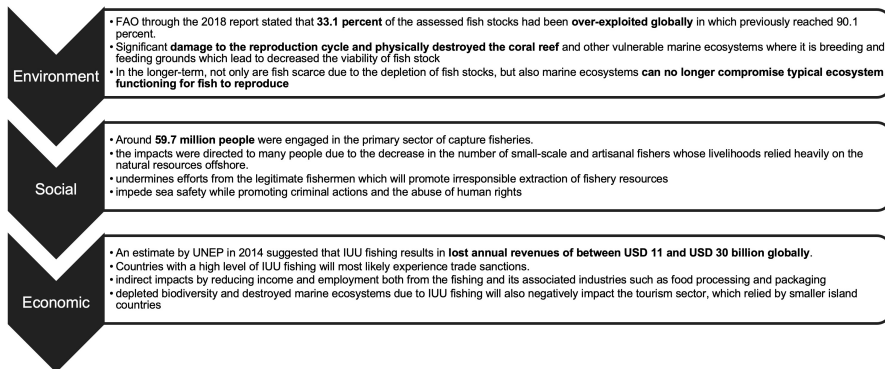 Environment
• FAO through the 2018 report stated that 33.1 percent of the assessed fish stocks had been over-exploited globally in which previously reached 90.1
percent.
• Significant damage to the reproduction cycle and physically destroyed the coral reef and other vulnerable marine ecosystems where it is breeding and
feeding grounds which lead to decreased the viability of fish stock
• In the longer-term, not only are fish scarce due to the depletion of fish stocks, but also marine ecosystems can no longer compromise typical ecosystem
functioning for fish to reproduce
Social
• Around 59.7 million people were engaged in the primary sector of capture fisheries.
• the impacts were directed to many people due to the decrease in the number of small-scale and artisanal fishers whose livelihoods relied heavily on the
natural resources offshore.
• undermines efforts from the legitimate fishermen which will promote irresponsible extraction of fishery resources
• impede sea safety while promoting criminal actions and the abuse of human rights
Economic
• An estimate by UNEP in 2014 suggested that IUU fishing results in lost annual revenues of between USD 11 and USD 30 billion globally.
• Countries with a high level of IUU fishing will most likely experience trade sanctions.
• indirect impacts by reducing income and employment both from the fishing and its associated industries such as food processing and packaging
• depleted biodiversity and destroyed marine ecosystems due to IUU fishing will also negatively impact the tourism sector, which relied by smaller island
countries